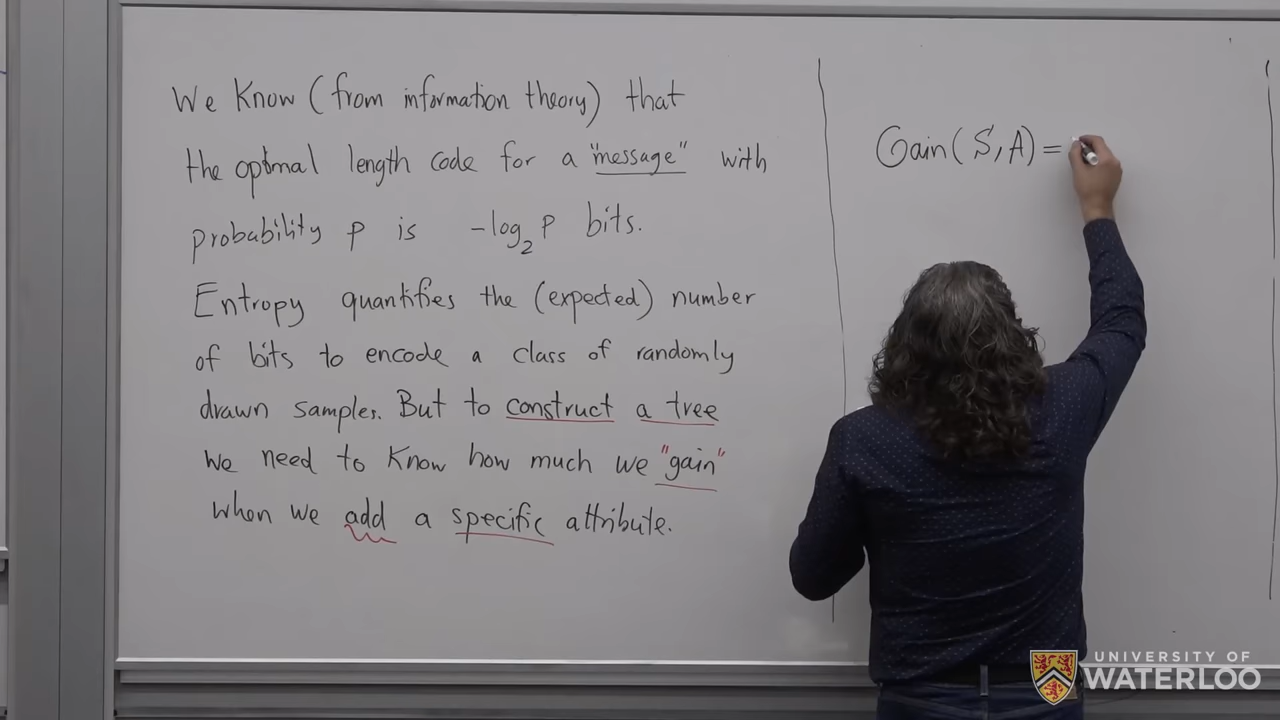 We Know (from information theory) that
the optimal length code for a "message" with
probability p is -log₂ p bits.
Entropy quantifies the (expected) number
of bits to encode a class of randomly
drawn samples. But to construct a tree
we need to know how much we "gain"
when we add a specific attribute.
Gain(S,A)=
UNIVERSITY OF
WATERLOO